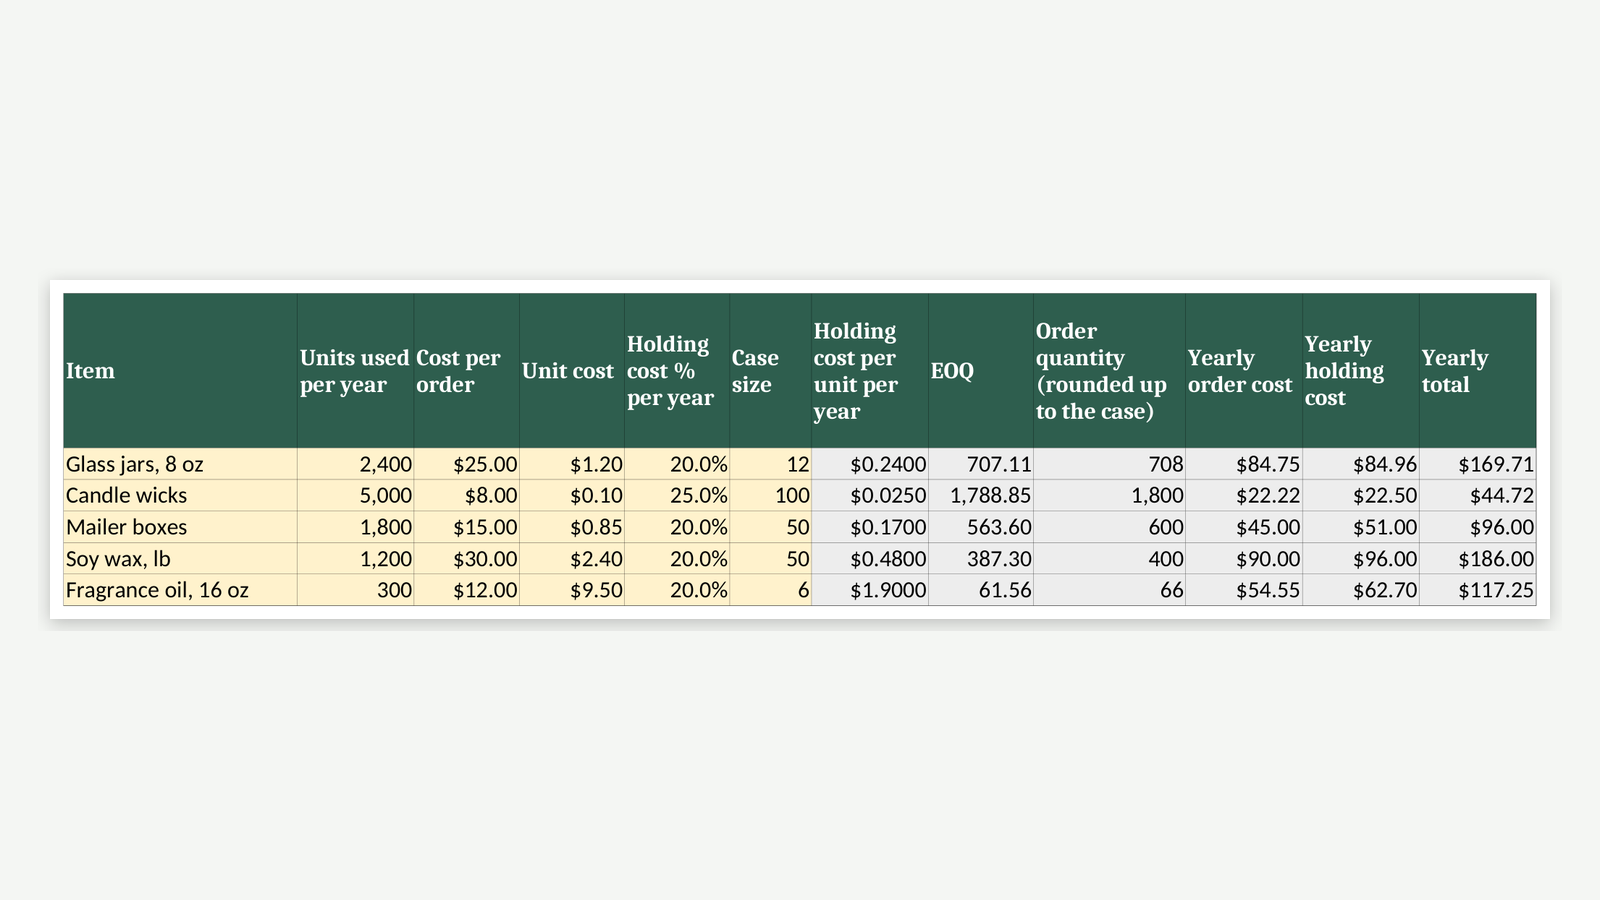 Item Units used per year Cost per order Unit cost Holding cost % per year Case size Holding cost per unit per year EOQ Order quantity (rounded up to the case) Yearly order cost Yearly holding cost Yearly total
Glass jars, 8 oz 2,400 $25.00 $1.20 20.0% 12 $0.2400 707.11 708 $84.75 $84.96 $169.71
Candle wicks 5,000 $8.00 $0.10 25.0% 100 $0.0250 1,788.85 1,800 $22.22 $22.50 $44.72
Mailer boxes 1,800 $15.00 $0.85 20.0% 50 $0.1700 563.60 600 $45.00 $51.00 $96.00
Soy wax, lb 1,200 $30.00 $2.40 20.0% 50 $0.4800 387.30 400 $90.00 $96.00 $186.00
Fragrance oil, 16 oz 300 $12.00 $9.50 20.0% 6 $1.9000 61.56 66 $54.55 $62.70 $117.25